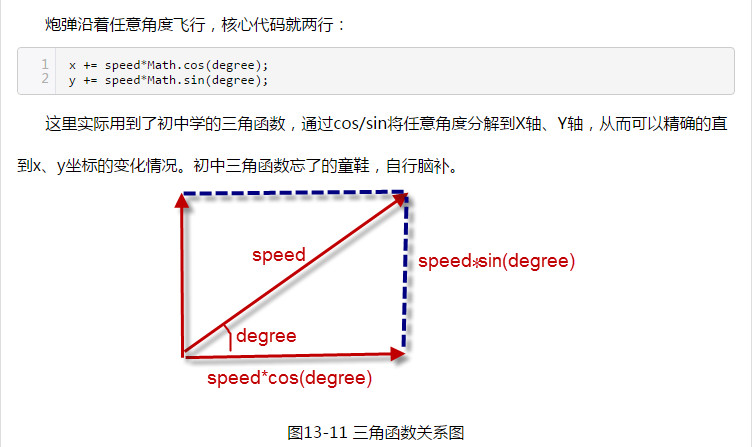 炮弹沿着任意角度飞行，核心代码就两行：
1 x += speed*Math.cos(degree);
2 y += speed*Math.sin(degree);
这里实际用到了初中学的三角函数，通过cos/sin将任意角度分解到X轴、Y轴，从而可以精确的直
到x、y坐标的变化情况。初中三角函数忘了的童鞋，自行脑补。
speed
speed*sin(degree)
degree
speed*cos(degree)
图13-11 三角函数关系图